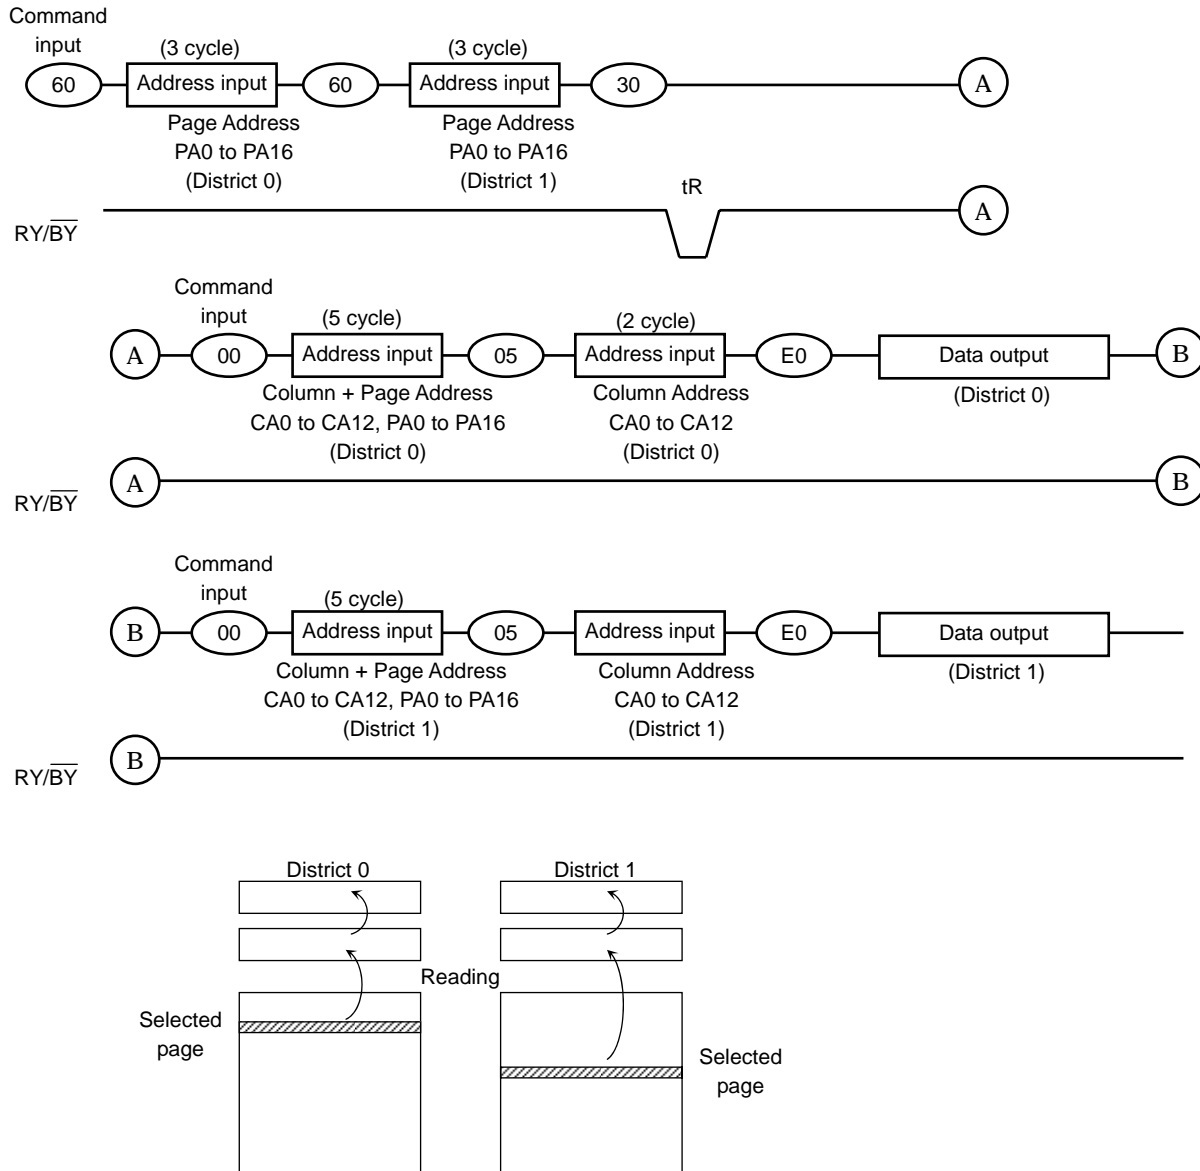 Command
input
(3 cycle)
(3 cycle)
60
Address input
60
Address input
30
A
Page Address
PA0 to PA16
(District 0)
Page Address
PA0 to PA16
(District 1)
tR
A
RY/BY
Command
input
(5 cycle)
(2 cycle)
A
00
Address input
05
Address input
E0
Data output
B
Column + Page Address
CA0 to CA12, PA0 to PA16
(District 0)
Column Address
CA0 to CA12
(District 0)
(District 0)
RY/BY
A
B
Command
input
(5 cycle)
B
00
Address input
05
Address input
E0
Data output
Column + Page Address
CA0 to CA12, PA0 to PA16
(District 1)
Column Address
CA0 to CA12
(District 1)
(District 1)
RY/BY
B
District 0
District 1
Reading
Selected
page
Selected
page